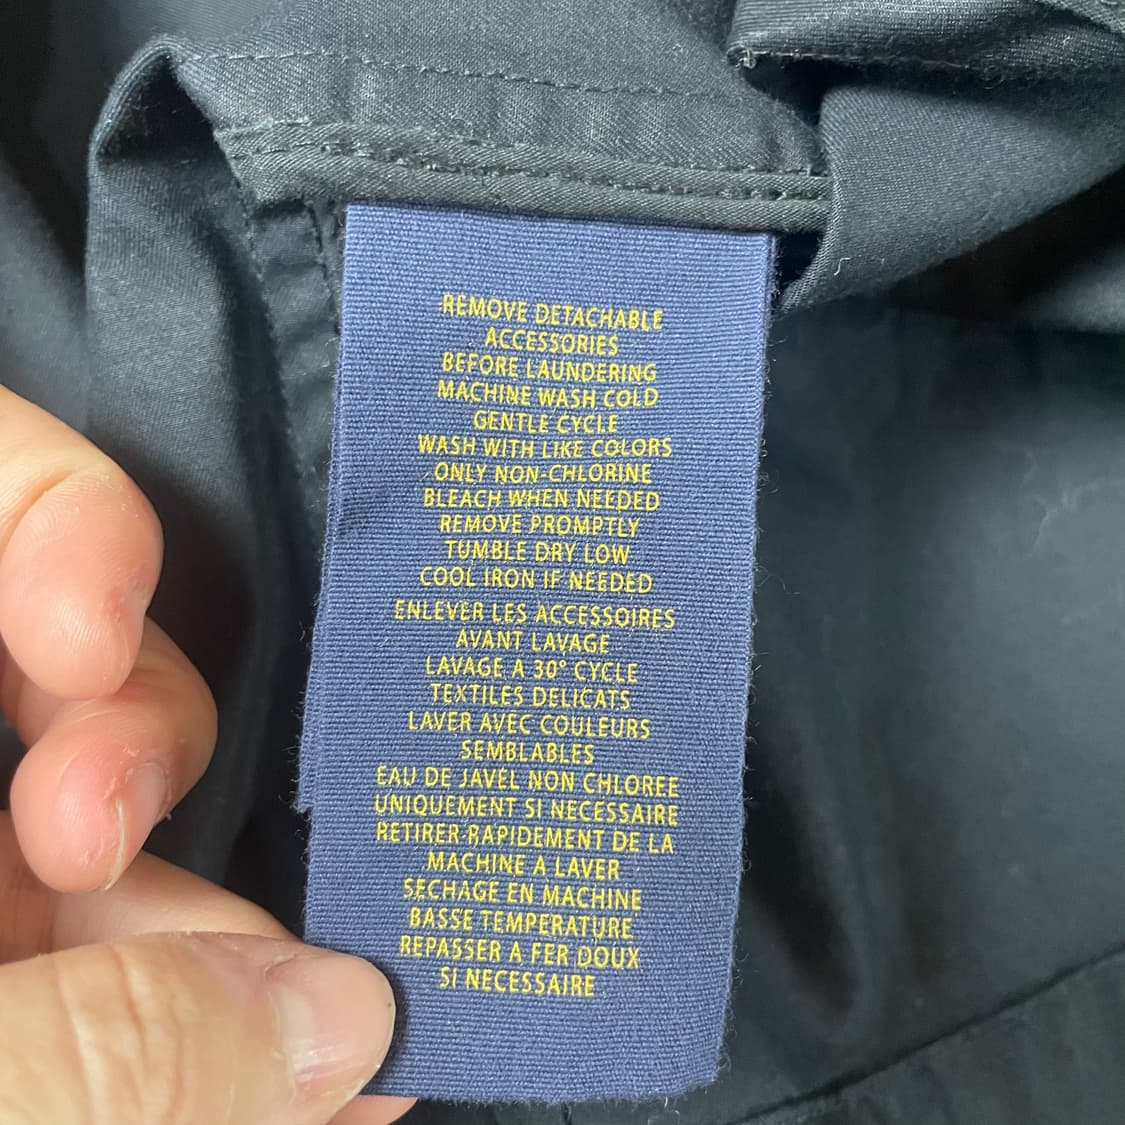 REMOVE DETACHABLE
ACCESSORIES
BEFORE LAUNDERING
MACHINE WASH COLD
GENTLE CYCLE
WASH WITH LIKE COLORS
ONLY NON-CHLORINE
BLEACH WHEN NEEDED
REMOVE PROMPTLY
TUMBLE DRY LOW
COOL IRON IF NEEDED
ENLEVER LES ACCESSOIRES
AVANT LAVAGE
LAVAGE A 30° CYCLE
TEXTILES DELICATS
LAVER AVEC COULEURS
SEMBLABLES
EAU DE JAVEL NON CHLOREE
UNIQUEMENT SI NECESSAIRE
RETIRER RAPIDEMENT DE LA
MACHINE A LAVER
SECHAGE EN MACHINE
BASSE TEMPERATURE
REPASSER A FER DOUX
SI NECESSAIRE